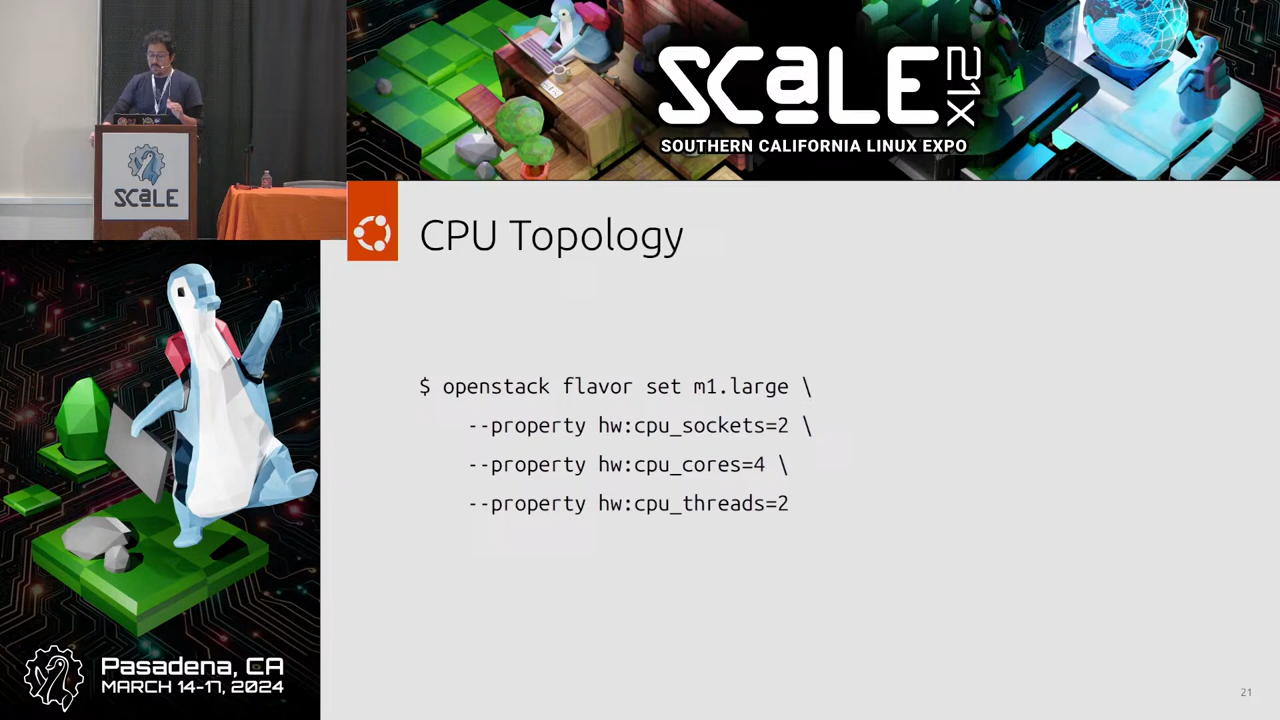 SCaLE 21X
SOUTHERN CALIFORNIA LINUX EXPO
SCaLE
CPU Topology
$ openstack flavor set m1.large \
--property hw:cpu_sockets=2 \
--property hw:cpu_cores=4 \
--property hw:cpu_threads=2
Pasadena, CA
MARCH 14-17, 2024
21